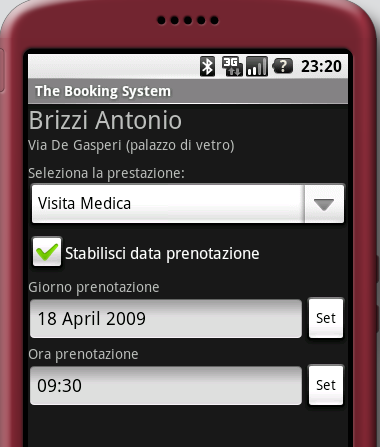 3G 23:20
The Booking System
Brizzi Antonio
Via De Gasperi (palazzo di vetro)
Seleziona la prestazione:
Visita Medica
Stabilisci data prenotazione
Giorno prenotazione
18 April 2009 Set
Ora prenotazione
09:30 Set